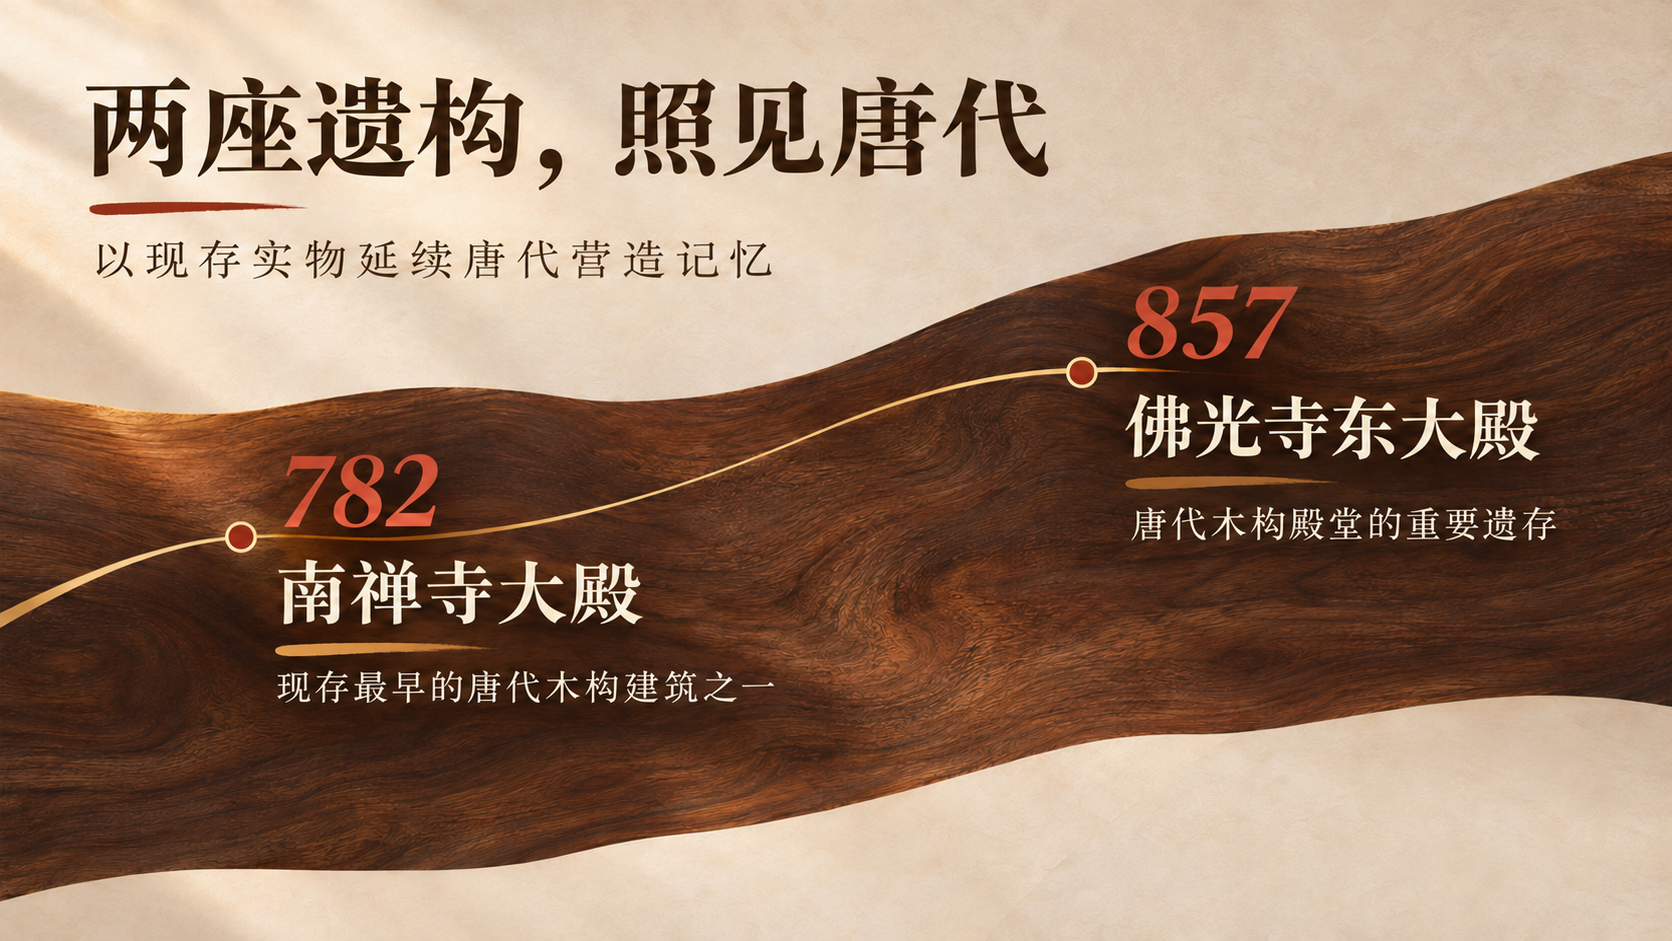 两座遗构，照见唐代
以现存实物延续唐代营造记忆
782
南禅寺大殿
现存最早的唐代木构建筑之一
857
佛光寺东大殿
唐代木构殿堂的重要遗存